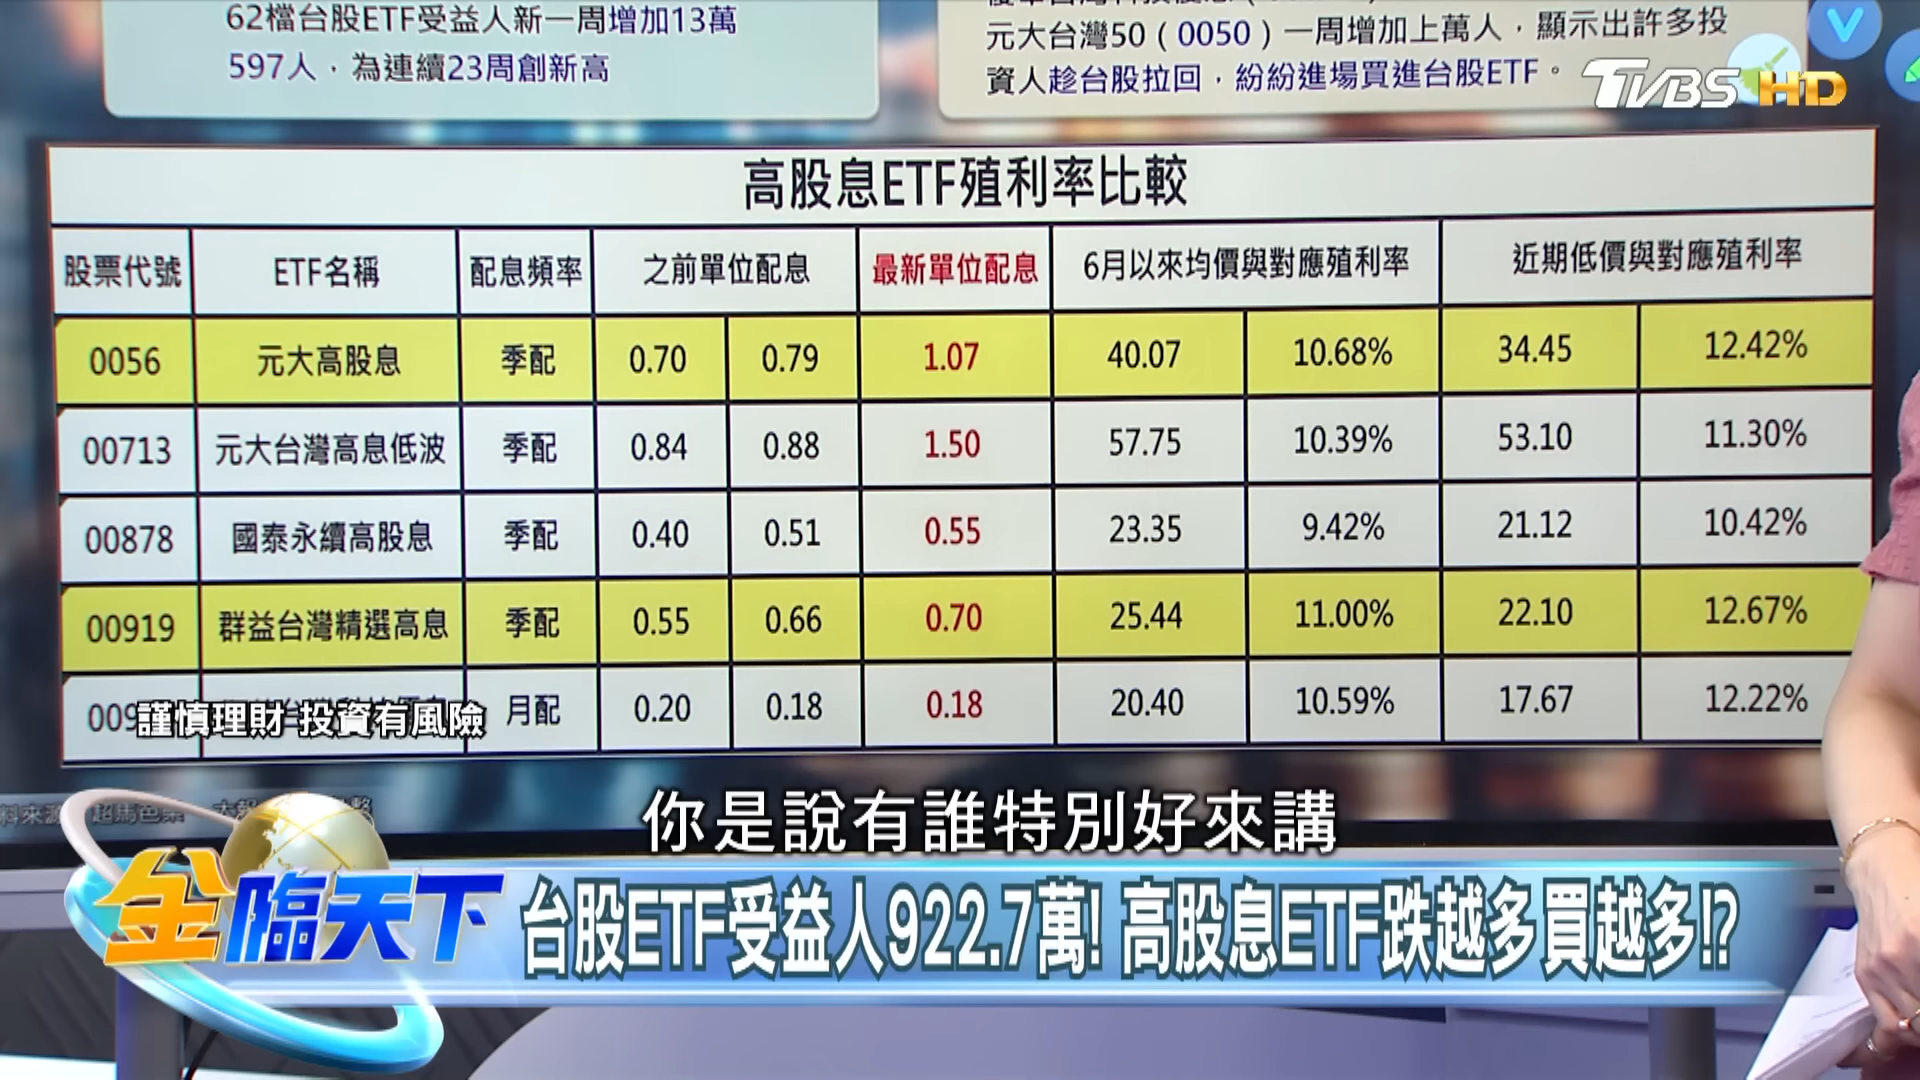 62檔台股ETF受益人新一周增加13萬
597人，為連續23周創新高
元大台灣50（0050）一周增加上萬人，顯示出許多投
資人趁台股拉回，紛紛進場買進台股ETF。
TVBS HD
高股息ETF殖利率比較
股票代號 ETF名稱 配息頻率 之前單位配息 最新單位配息 6月以來均價與對應殖利率 近期低價與對應殖利率
0056 元大高股息 季配 0.70 0.79 1.07 40.07 10.68% 34.45 12.42%
00713 元大台灣高息低波 季配 0.84 0.88 1.50 57.75 10.39% 53.10 11.30%
00878 國泰永續高股息 季配 0.40 0.51 0.55 23.35 9.42% 21.12 10.42%
00919 群益台灣精選高息 季配 0.55 0.66 0.70 25.44 11.00% 22.10 12.67%
009 月配 0.20 0.18 0.18 20.40 10.59% 17.67 12.22%
謹慎理財 投資有風險
你是說有誰特別好來講
金臨天下
台股ETF受益人922.7萬! 高股息ETF跌越多買越多!?